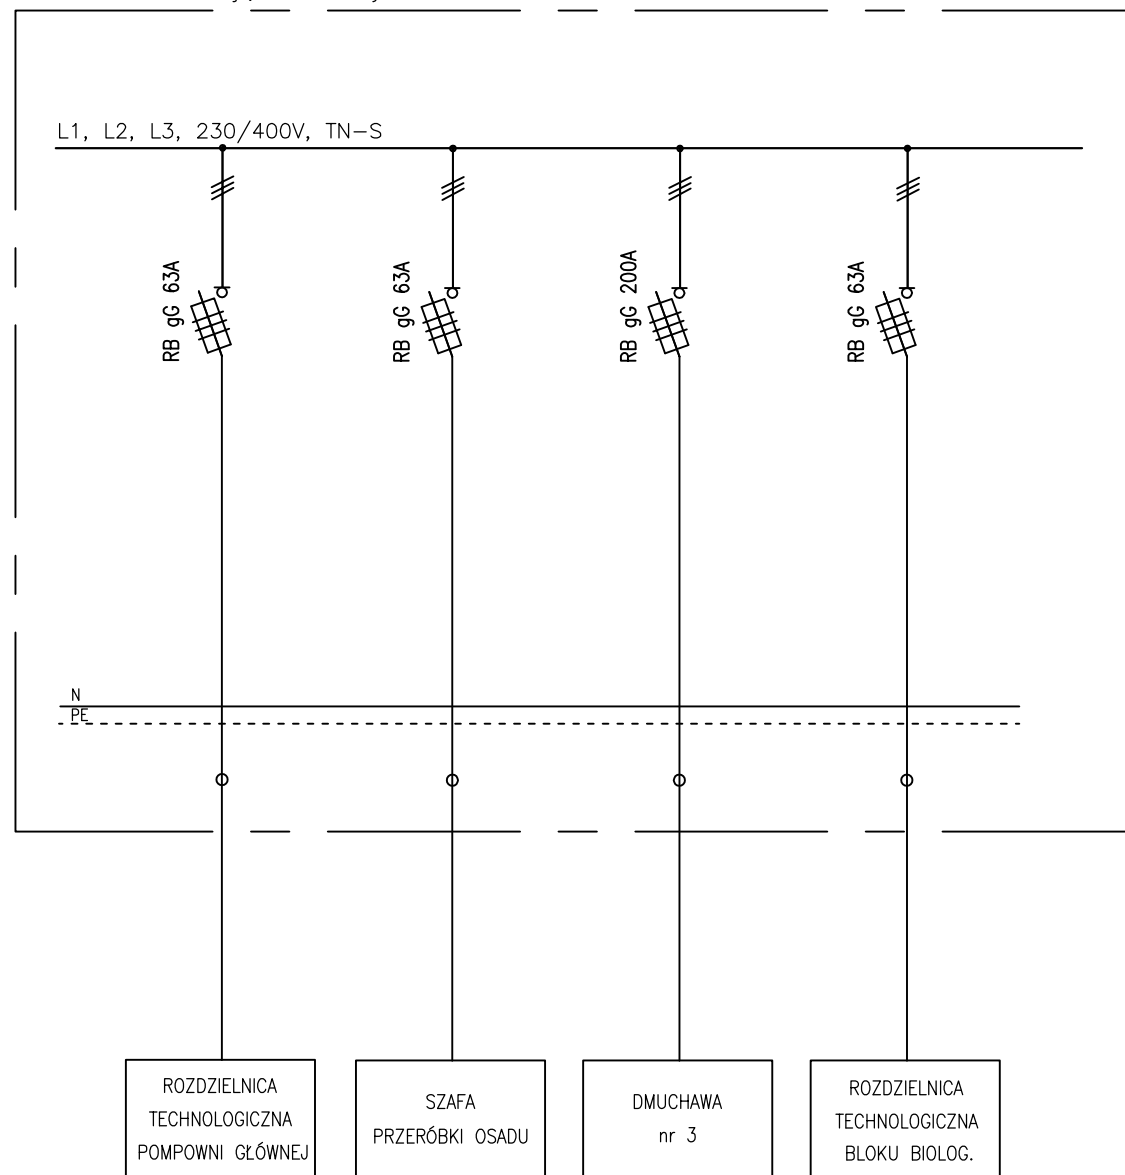 L1, L2, L3, 230/400V, TN-S
RB gG 63A
RB gG 63A
RB gG 200A
RB gG 63A
N
PE
ROZDZIELNICA
TECHNOLOGICZNA
POMPOWNI GŁÓWNEJ
SZAFA
PRZERÓBKI OSADU
DMUCHAWA
nr 3
ROZDZIELNICA
TECHNOLOGICZNA
BLOKU BIOLOG.